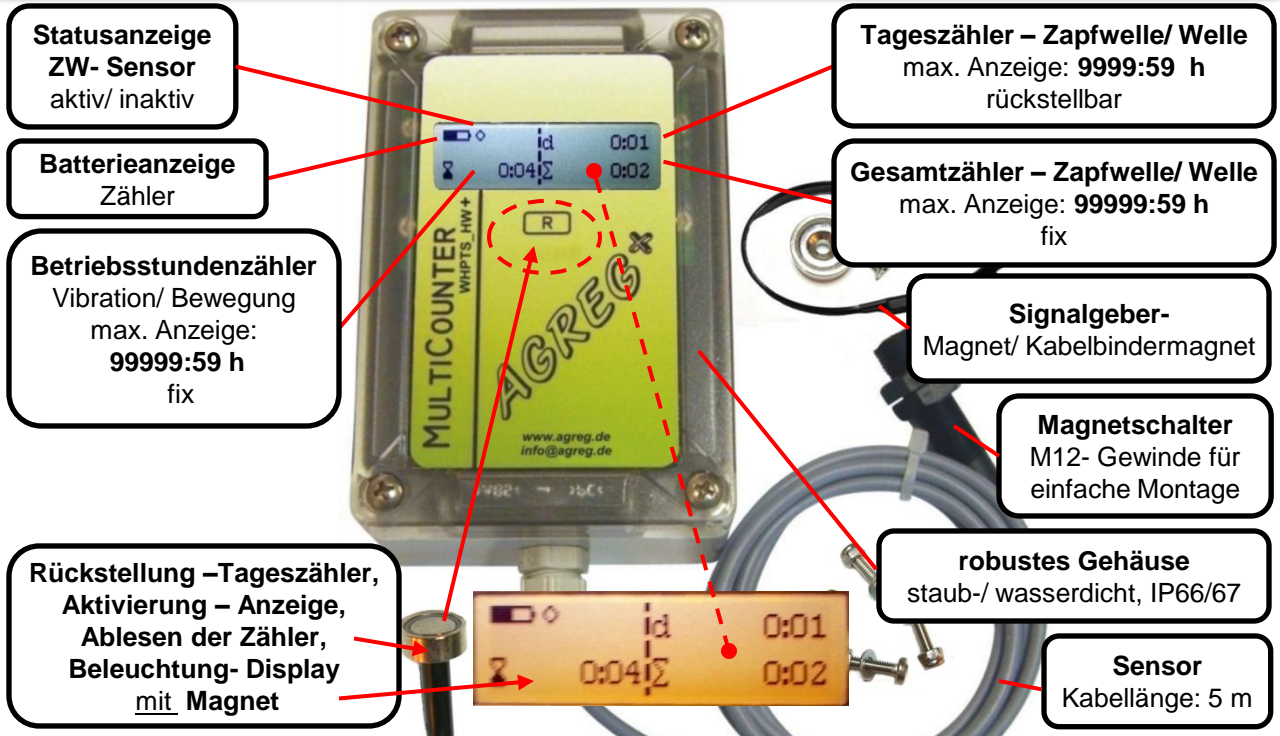 Statusanzeige
ZW- Sensor
aktiv/ inaktiv
Batterieanzeige
Zähler
Betriebsstundenzähler
Vibration/ Bewegung
max. Anzeige:
99999:59 h
fix
Rückstellung –Tageszähler,
Aktivierung – Anzeige,
Ablesen der Zähler,
Beleuchtung- Display
mit Magnet
d 0:01
0:04 Σ 0:02
R
MULTICOUNTER
WHPTS_HW+
AGREG
www.agreg.de
info@agreg.de
d 0:01
0:04 Σ 0:02
Tageszähler – Zapfwelle/ Welle
max. Anzeige: 9999:59 h
rückstellbar
Gesamtzähler – Zapfwelle/ Welle
max. Anzeige: 99999:59 h
fix
Signalgeber-
Magnet/ Kabelbindermagnet
Magnetschalter
M12- Gewinde für
einfache Montage
robustes Gehäuse
staub-/ wasserdicht, IP66/67
Sensor
Kabellänge: 5 m